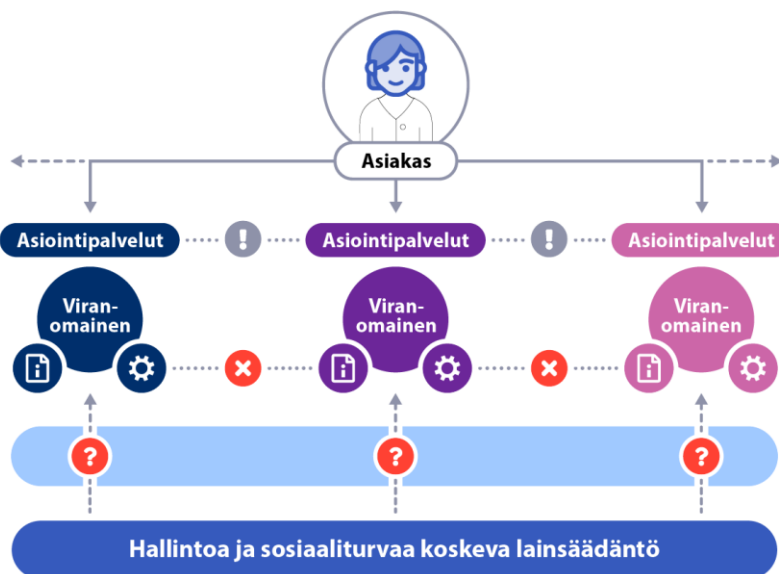 Asiakas
Asiointipalvelut ! Asiointipalvelut ! Asiointipalvelut
Viran-
omainen
Viran-
omainen
Viran-
omainen
i i i
? ? ?
Hallintoa ja sosiaaliturvaa koskeva lainsäädäntö